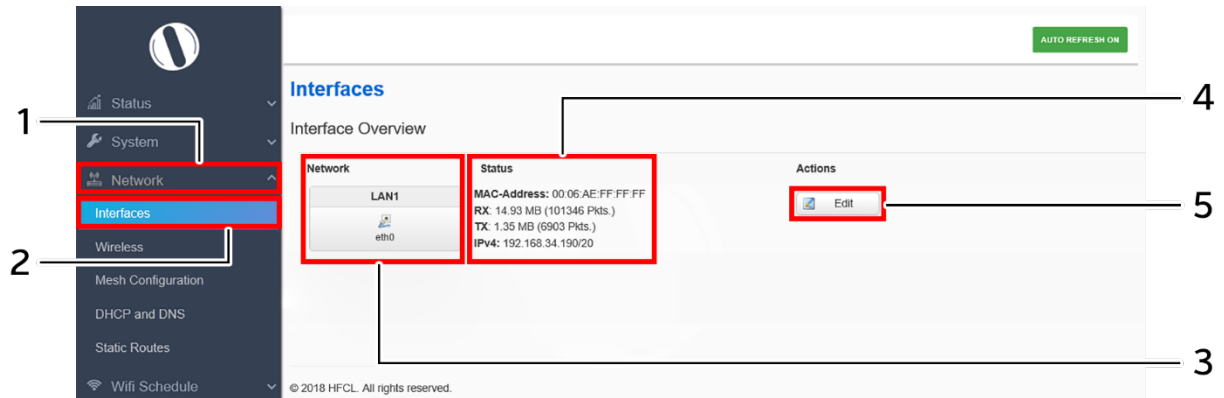 AUTO REFRESH ON
Status
System
Network
Interfaces
Wireless
Mesh Configuration
DHCP and DNS
Static Routes
Wifi Schedule
Interfaces
Interface Overview
Network
LAN1
eth0
Status
MAC-Address: 00:06:AE:FF:FF:FF
RX: 14.93 MB (101346 Pkts.)
TX: 1.35 MB (6903 Pkts.)
IPv4: 192.168.34.190/20
Actions
Edit
© 2018 HFCL. All rights reserved.
1
2
3
4
5